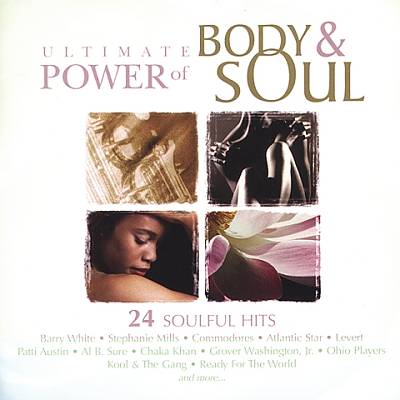 ULTIMATE
POWER of
BODY &
SOUL
24 SOULFUL HITS
Barry White • Stephanie Mills • Commodores • Atlantic Star • Levert
Patti Austin • Al B. Sure • Chaka Khan • Grover Washington, Jr. • Ohio Players
Kool & The Gang • Ready For The World
and more...